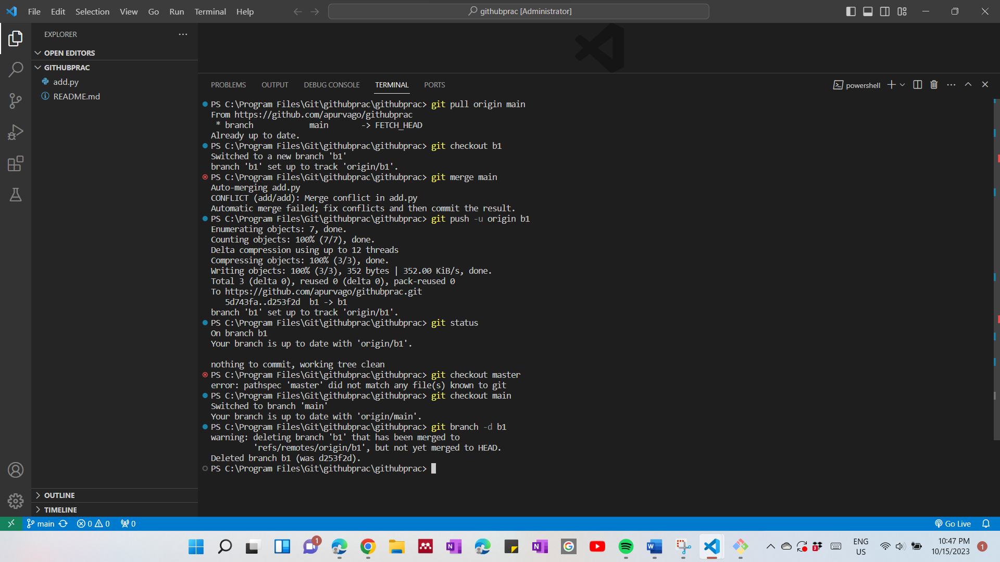 File Edit Selection View Go Run Terminal Help
githubprac [Administrator]
EXPLORER
OPEN EDITORS
GITHUBPRAC
add.py
README.md
OUTLINE
TIMELINE
PROBLEMS OUTPUT DEBUG CONSOLE TERMINAL PORTS
powershell
PS C:\Program Files\Git\githubprac\githubprac> git pull origin main
From https://github.com/apurvago/githubprac
 * branch            main       -> FETCH_HEAD
Already up to date.
PS C:\Program Files\Git\githubprac\githubprac> git checkout b1
Switched to a new branch 'b1'
branch 'b1' set up to track 'origin/b1'.
PS C:\Program Files\Git\githubprac\githubprac> git merge main
Auto-merging add.py
CONFLICT (add/add): Merge conflict in add.py
Automatic merge failed; fix conflicts and then commit the result.
PS C:\Program Files\Git\githubprac\githubprac> git push -u origin b1
Enumerating objects: 7, done.
Counting objects: 100% (7/7), done.
Delta compression using up to 12 threads
Compressing objects: 100% (3/3), done.
Writing objects: 100% (3/3), 352 bytes | 352.00 KiB/s, done.
Total 3 (delta 0), reused 0 (delta 0), pack-reused 0
To https://github.com/apurvago/githubprac.git
   5d743fa..d253f2d  b1 -> b1
branch 'b1' set up to track 'origin/b1'.
PS C:\Program Files\Git\githubprac\githubprac> git status
On branch b1
Your branch is up to date with 'origin/b1'.
nothing to commit, working tree clean
PS C:\Program Files\Git\githubprac\githubprac> git checkout master
error: pathspec 'master' did not match any file(s) known to git
PS C:\Program Files\Git\githubprac\githubprac> git checkout main
Switched to branch 'main'
Your branch is up to date with 'origin/main'.
PS C:\Program Files\Git\githubprac\githubprac> git branch -d b1
warning: deleting branch 'b1' that has been merged to
         'refs/remotes/origin/b1', but not yet merged to HEAD.
Deleted branch b1 (was d253f2d).
PS C:\Program Files\Git\githubprac\githubprac>
main 0 0 0 Go Live
1
ENG
US
10:47 PM
10/15/2023
1